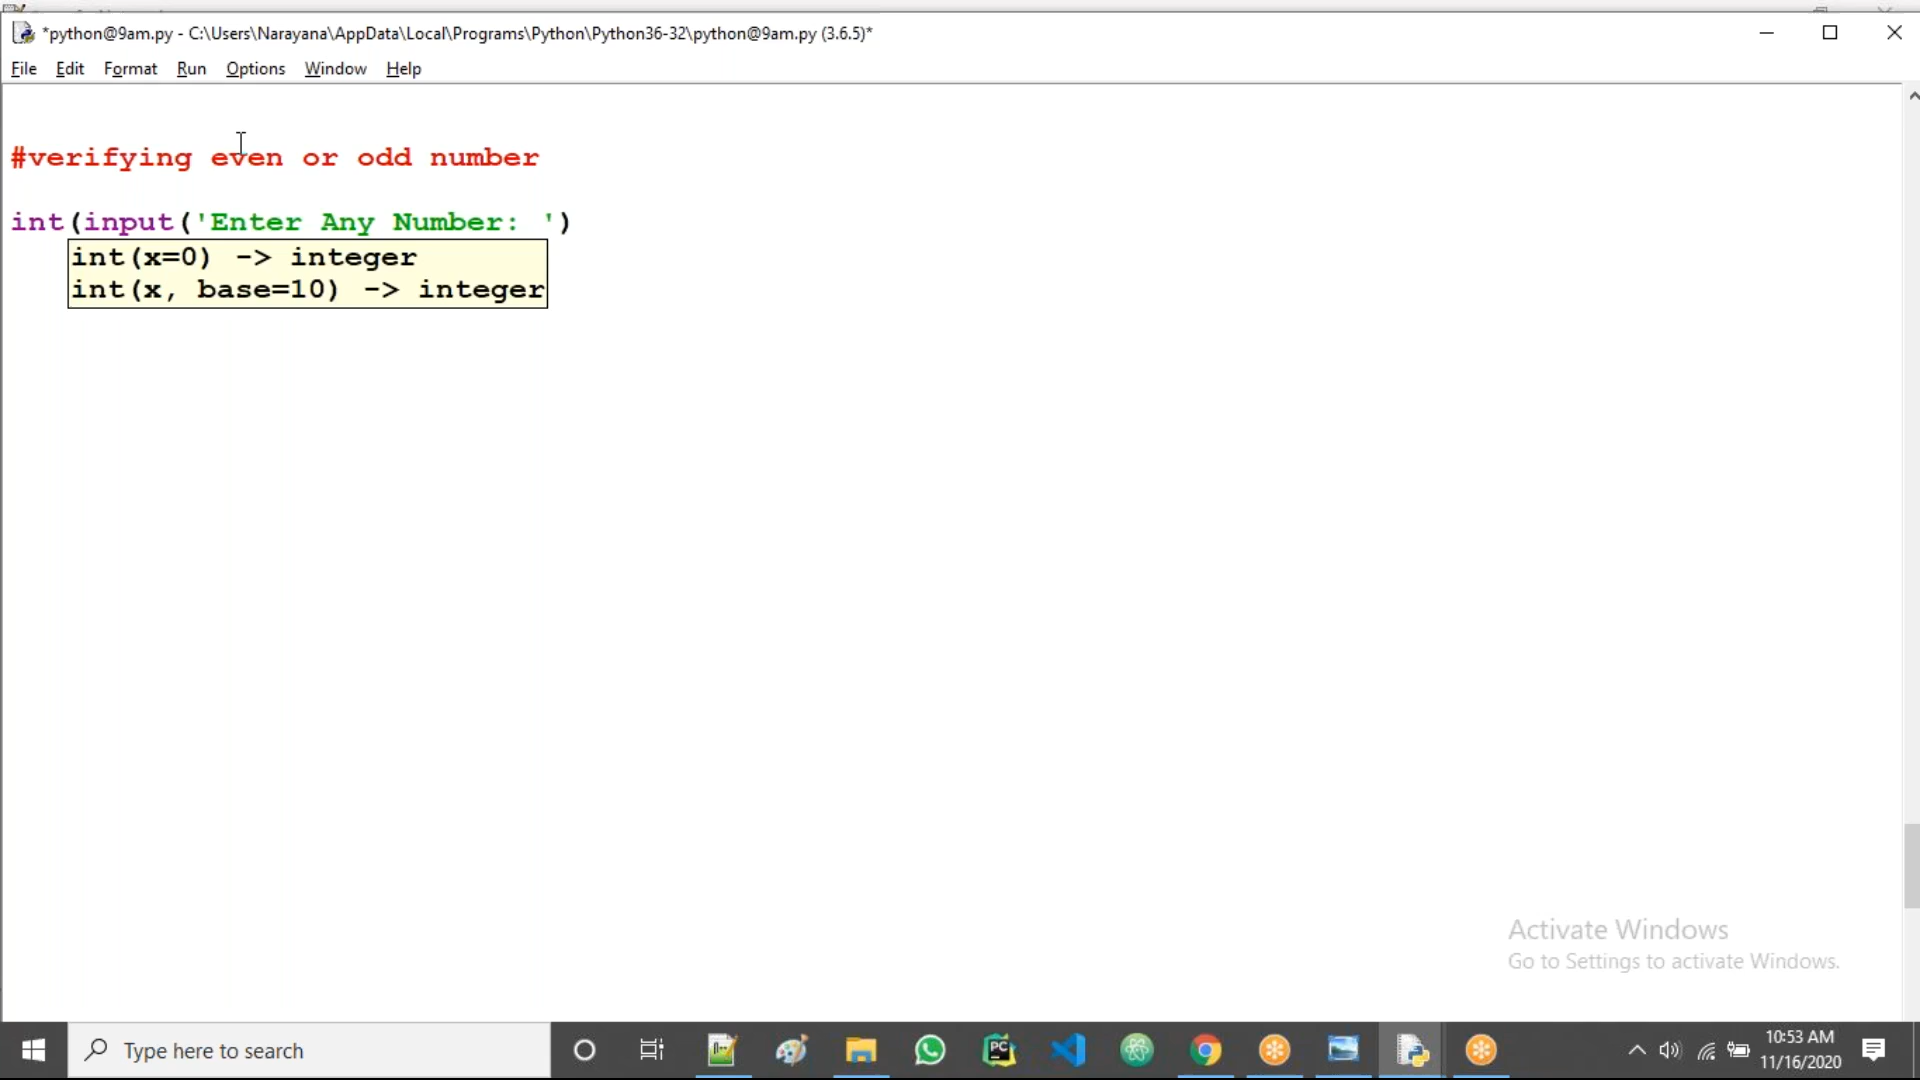 *python@9am.py - C:\Users\Narayana\AppData\Local\Programs\Python\Python36-32\python@9am.py (3.6.5)*
File Edit Format Run Options Window Help
#verifying even or odd number
int(input('Enter Any Number: ')
int(x=0) -> integer
int(x, base=10) -> integer
Activate Windows
Go to Settings to activate Windows.
Type here to search
PC
10:53 AM
11/16/2020